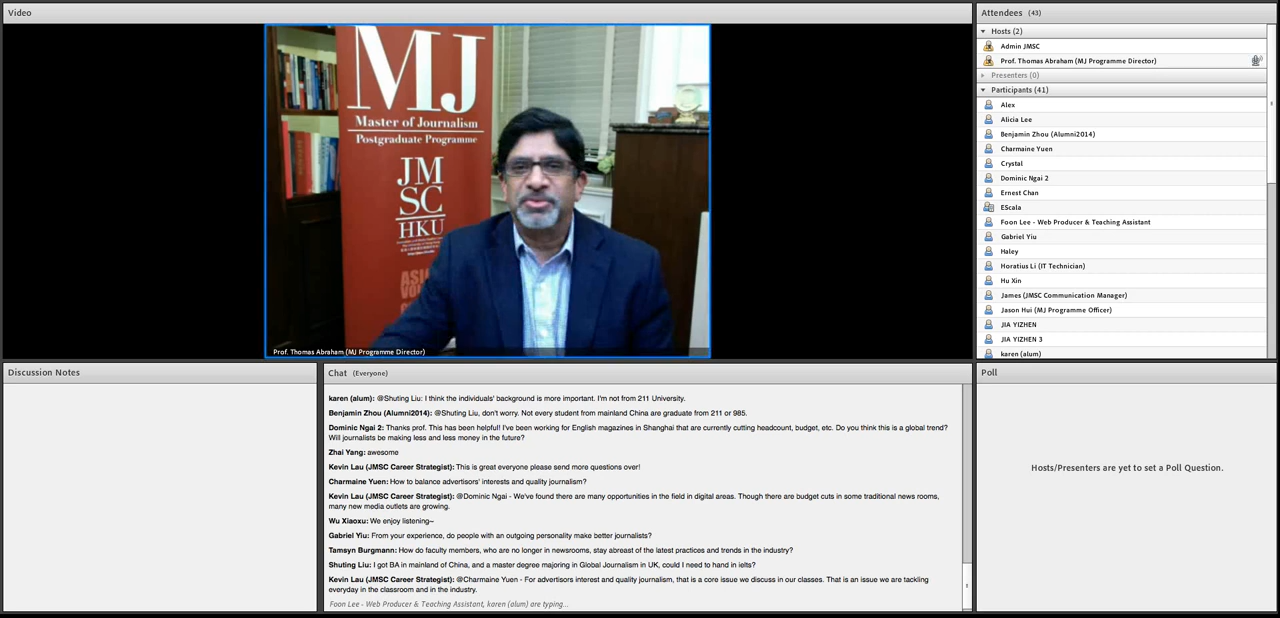 Video
MJ
Master of Journalism
Postgraduate Programme
JM
SC
HKU
ASIA
VO
Prof. Thomas Abraham (MJ Programme Director)
Attendees (43)
Hosts (2)
Admin JMSC
Prof. Thomas Abraham (MJ Programme Director)
Presenters (0)
Participants (41)
Alex
Alicia Lee
Benjamin Zhou (Alumni2014)
Charmaine Yuen
Crystal
Dominic Ngai 2
Ernest Chan
EScala
Foon Lee - Web Producer & Teaching Assistant
Gabriel Yiu
Haley
Horatius Li (IT Technician)
Hu Xin
James (JMSC Communication Manager)
Jason Hui (MJ Programme Officer)
JIA YIZHEN
JIA YIZHEN 3
karen (alum)
Discussion Notes
Chat (Everyone)
karen (alum): @Shuting Liu: I think the individuals' background is more important. I'm not from 211 University.
Benjamin Zhou (Alumni2014): @Shuting Liu, don't worry. Not every student from mainland China are graduate from 211 or 985.
Dominic Ngai 2: Thanks prof. This has been helpful! I've been working for English magazines in Shanghai that are currently cutting headcount, budget, etc. Do you think this is a global trend?
Will journalists be making less and less money in the future?
Zhai Yang: awesome
Kevin Lau (JMSC Career Strategist): This is great everyone please send more questions over!
Charmaine Yuen: How to balance advertisors' interests and quality journalism?
Kevin Lau (JMSC Career Strategist): @Dominic Ngai - We've found there are many opportunities in the field in digital areas. Though there are budget cuts in some traditional news rooms,
many new media outlets are growing.
Wu Xiaoxu: We enjoy listening~
Gabriel Yiu: From your experience, do people with an outgoing personality make better journalists?
Tamsyn Burgmann: How do faculty members, who are no longer in newsrooms, stay abreast of the latest practices and trends in the industry?
Shuting Liu: I got BA in mainland of China, and a master degree majoring in Global Journalism in UK, could I need to hand in ielts?
Kevin Lau (JMSC Career Strategist): @Charmaine Yuen - For advertisors interest and quality journalism, that is a core issue we discuss in our classes. That is an issue we are tackling
everyday in the classroom and in the industry.
Foon Lee - Web Producer & Teaching Assistant, karen (alum) are typing...
Poll
Hosts/Presenters are yet to set a Poll Question.